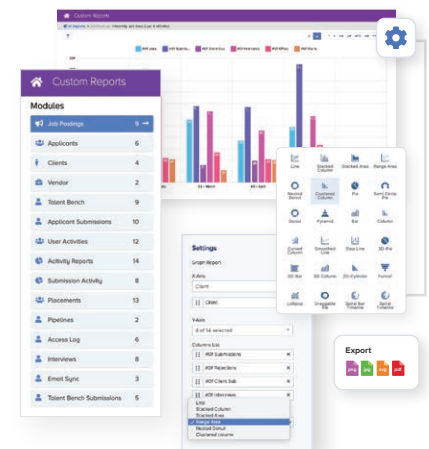 Custom Reports
Custom Reports
Modules
Job Postings 9
Applicants 6
Clients 4
Vendor 2
Talent Bench 9
Applicant Submissions 10
User Activities 12
Acitivity Reports 14
Submission Activity 8
Placements 13
Pipelines 2
Access Log 6
Interviews 8
Email Sync 3
Talent Bench Submissions 5
Line
Stacked Column
Stacked Area
Range Area
Nested Donut
Clustered Column
Pie
Semi Circle Pie
Donut
Pyramid
Bar
Column
Curved Column
Smoothed Line
Step Line
3D-Pie
3D-Bar
3D-Column
3D-Cylinder
Funnel
Draggable Pie
Spiral Bar Timeline
Spiral Timeline
Settings
Graph Report
X-Axis
Client
Client
Y-Axis
4 of 14 selected
Columns List
#Of Submissions
#Of Rejections
#Of Client Sub
#Of Interviews
Line
Stacked Column
Stacked Area
Range Area
Nested Donut
Clustered column
Export
png
jpg
svg
pdf